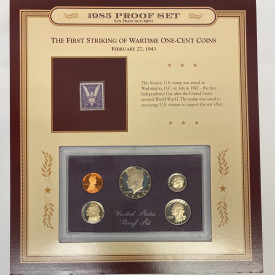 1985 PROOF SET
SAN FRANCISCO MINT
THE FIRST STRIKING OF WARTIME ONE-CENT COINS
FEBRUARY 27, 1943
This historic U.S. stamp was issued in
Washington, D.C. on July 4, 1942 – the first
Independence Day after the United States
entered World War II. The stamp was issued
to encourage U.S. citizens to support the war effort.
United States
Proof Set